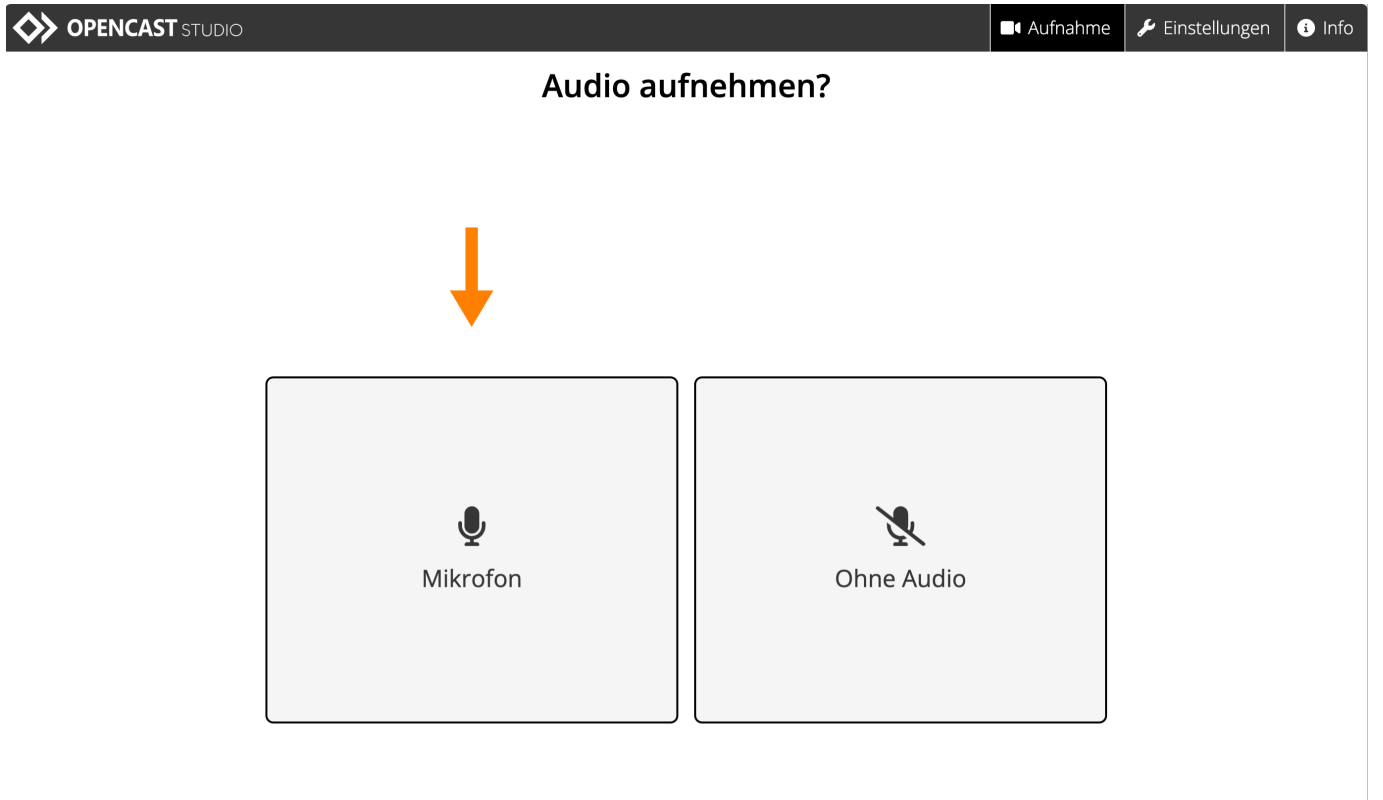 OPENCAST STUDIO
Aufnahme
Einstellungen
Info
Audio aufnehmen?
Mikrofon
Ohne Audio